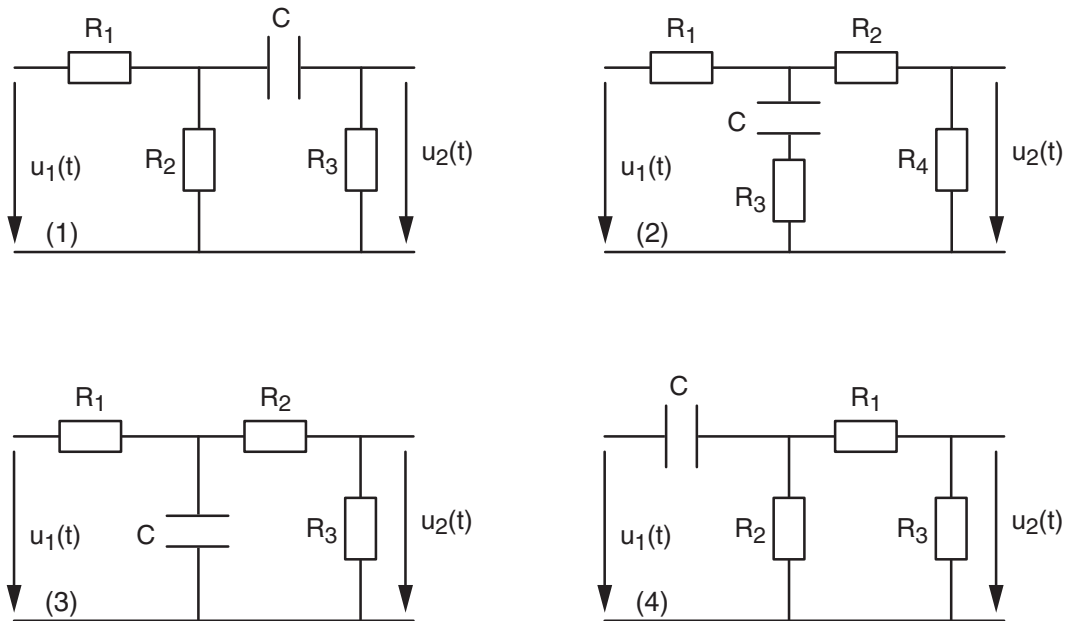 C
R1
R2
R3
u1(t)
u2(t)
(1)
R1
R2
C
R3
R4
u1(t)
u2(t)
(2)
R1
R2
C
R3
u1(t)
u2(t)
(3)
C
R1
R2
R3
u1(t)
u2(t)
(4)